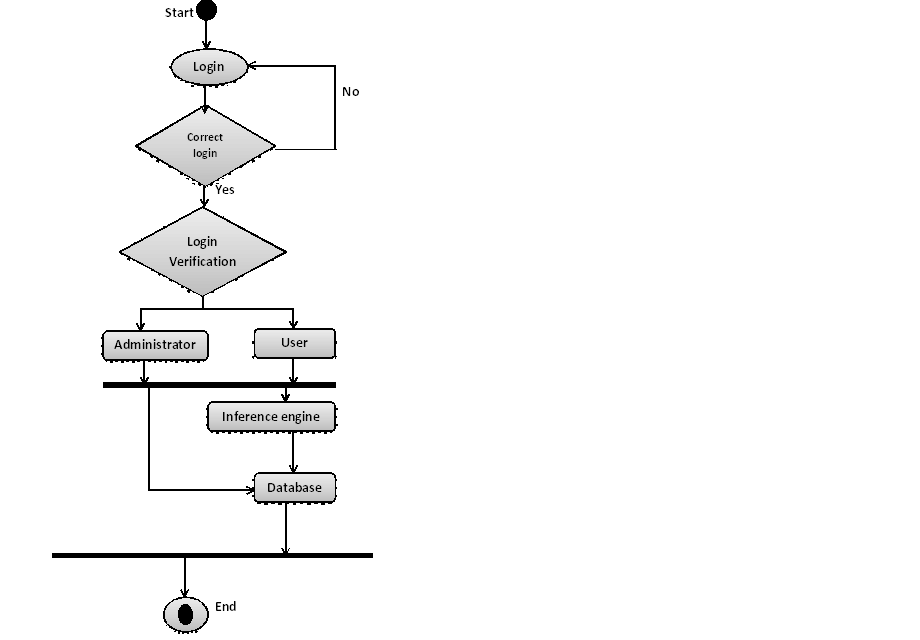 Start
Login
No
Correct
login
Yes
Login
Verification
Administrator
User
Inference engine
Database
End